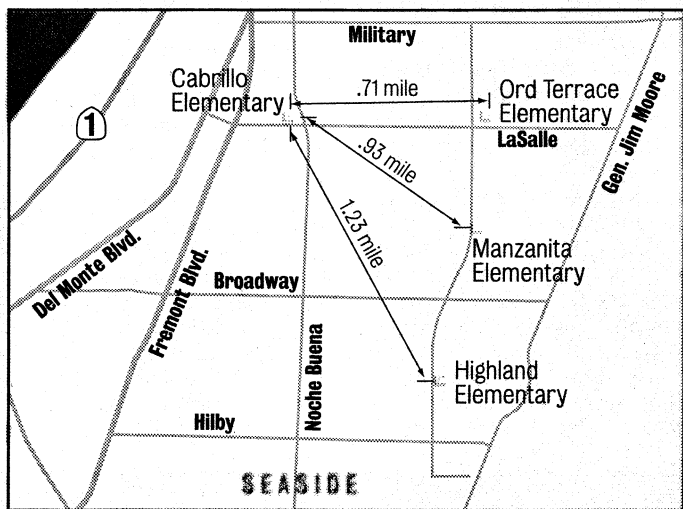 Military
Cabrillo
Elementary
.71 mile
Ord Terrace
Elementary
1
LaSalle
.93 mile
Gen. Jim Moore
1.23 mile
Manzanita
Elementary
Del Monte Blvd.
Fremont Blvd.
Broadway
Noche Buena
Highland
Elementary
Hilby
SEASIDE